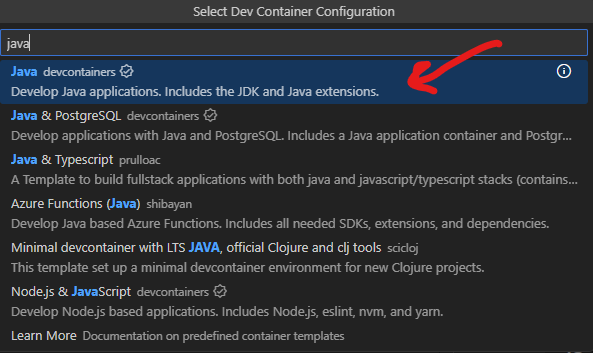 Select Dev Container Configuration
java
Java devcontainers
Develop Java applications. Includes the JDK and Java extensions.
Java & PostgreSQL devcontainers
Develop applications with Java and PostgreSQL. Includes a Java application container and Postgr...
Java & Typescript prulloac
A Template to build fullstack applications with both java and javascript/typescript stacks (contains...
Azure Functions (Java) shibayan
Develop Java based Azure Functions. Includes all needed SDKs, extensions, and dependencies.
Minimal devcontainer with LTS JAVA, official Clojure and clj tools scicloj
This template set up a minimal devcontainer environment for new Clojure projects.
Node.js & JavaScript devcontainers
Develop Node.js based applications. Includes Node.js, eslint, nvm, and yarn.
Learn More Documentation on predefined container templates